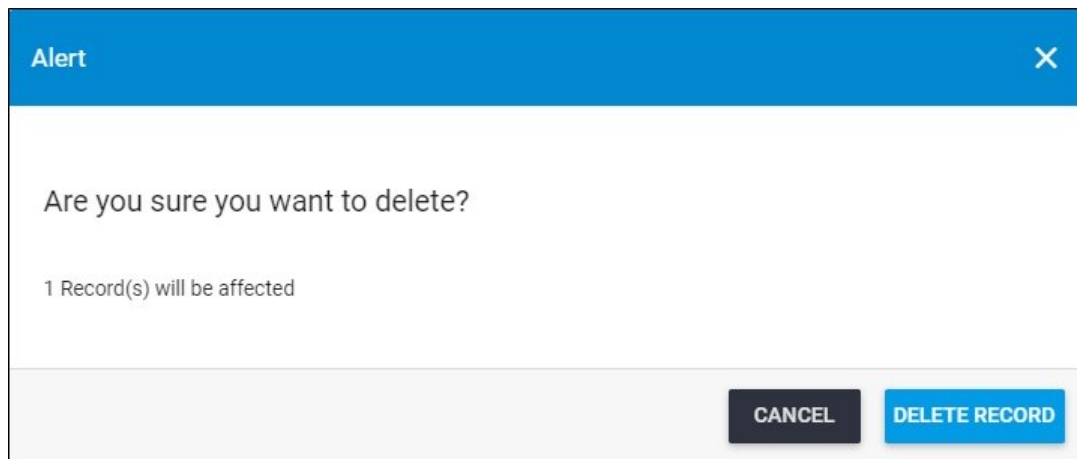 Alert
Are you sure you want to delete?
1 Record(s) will be affected
CANCEL DELETE RECORD